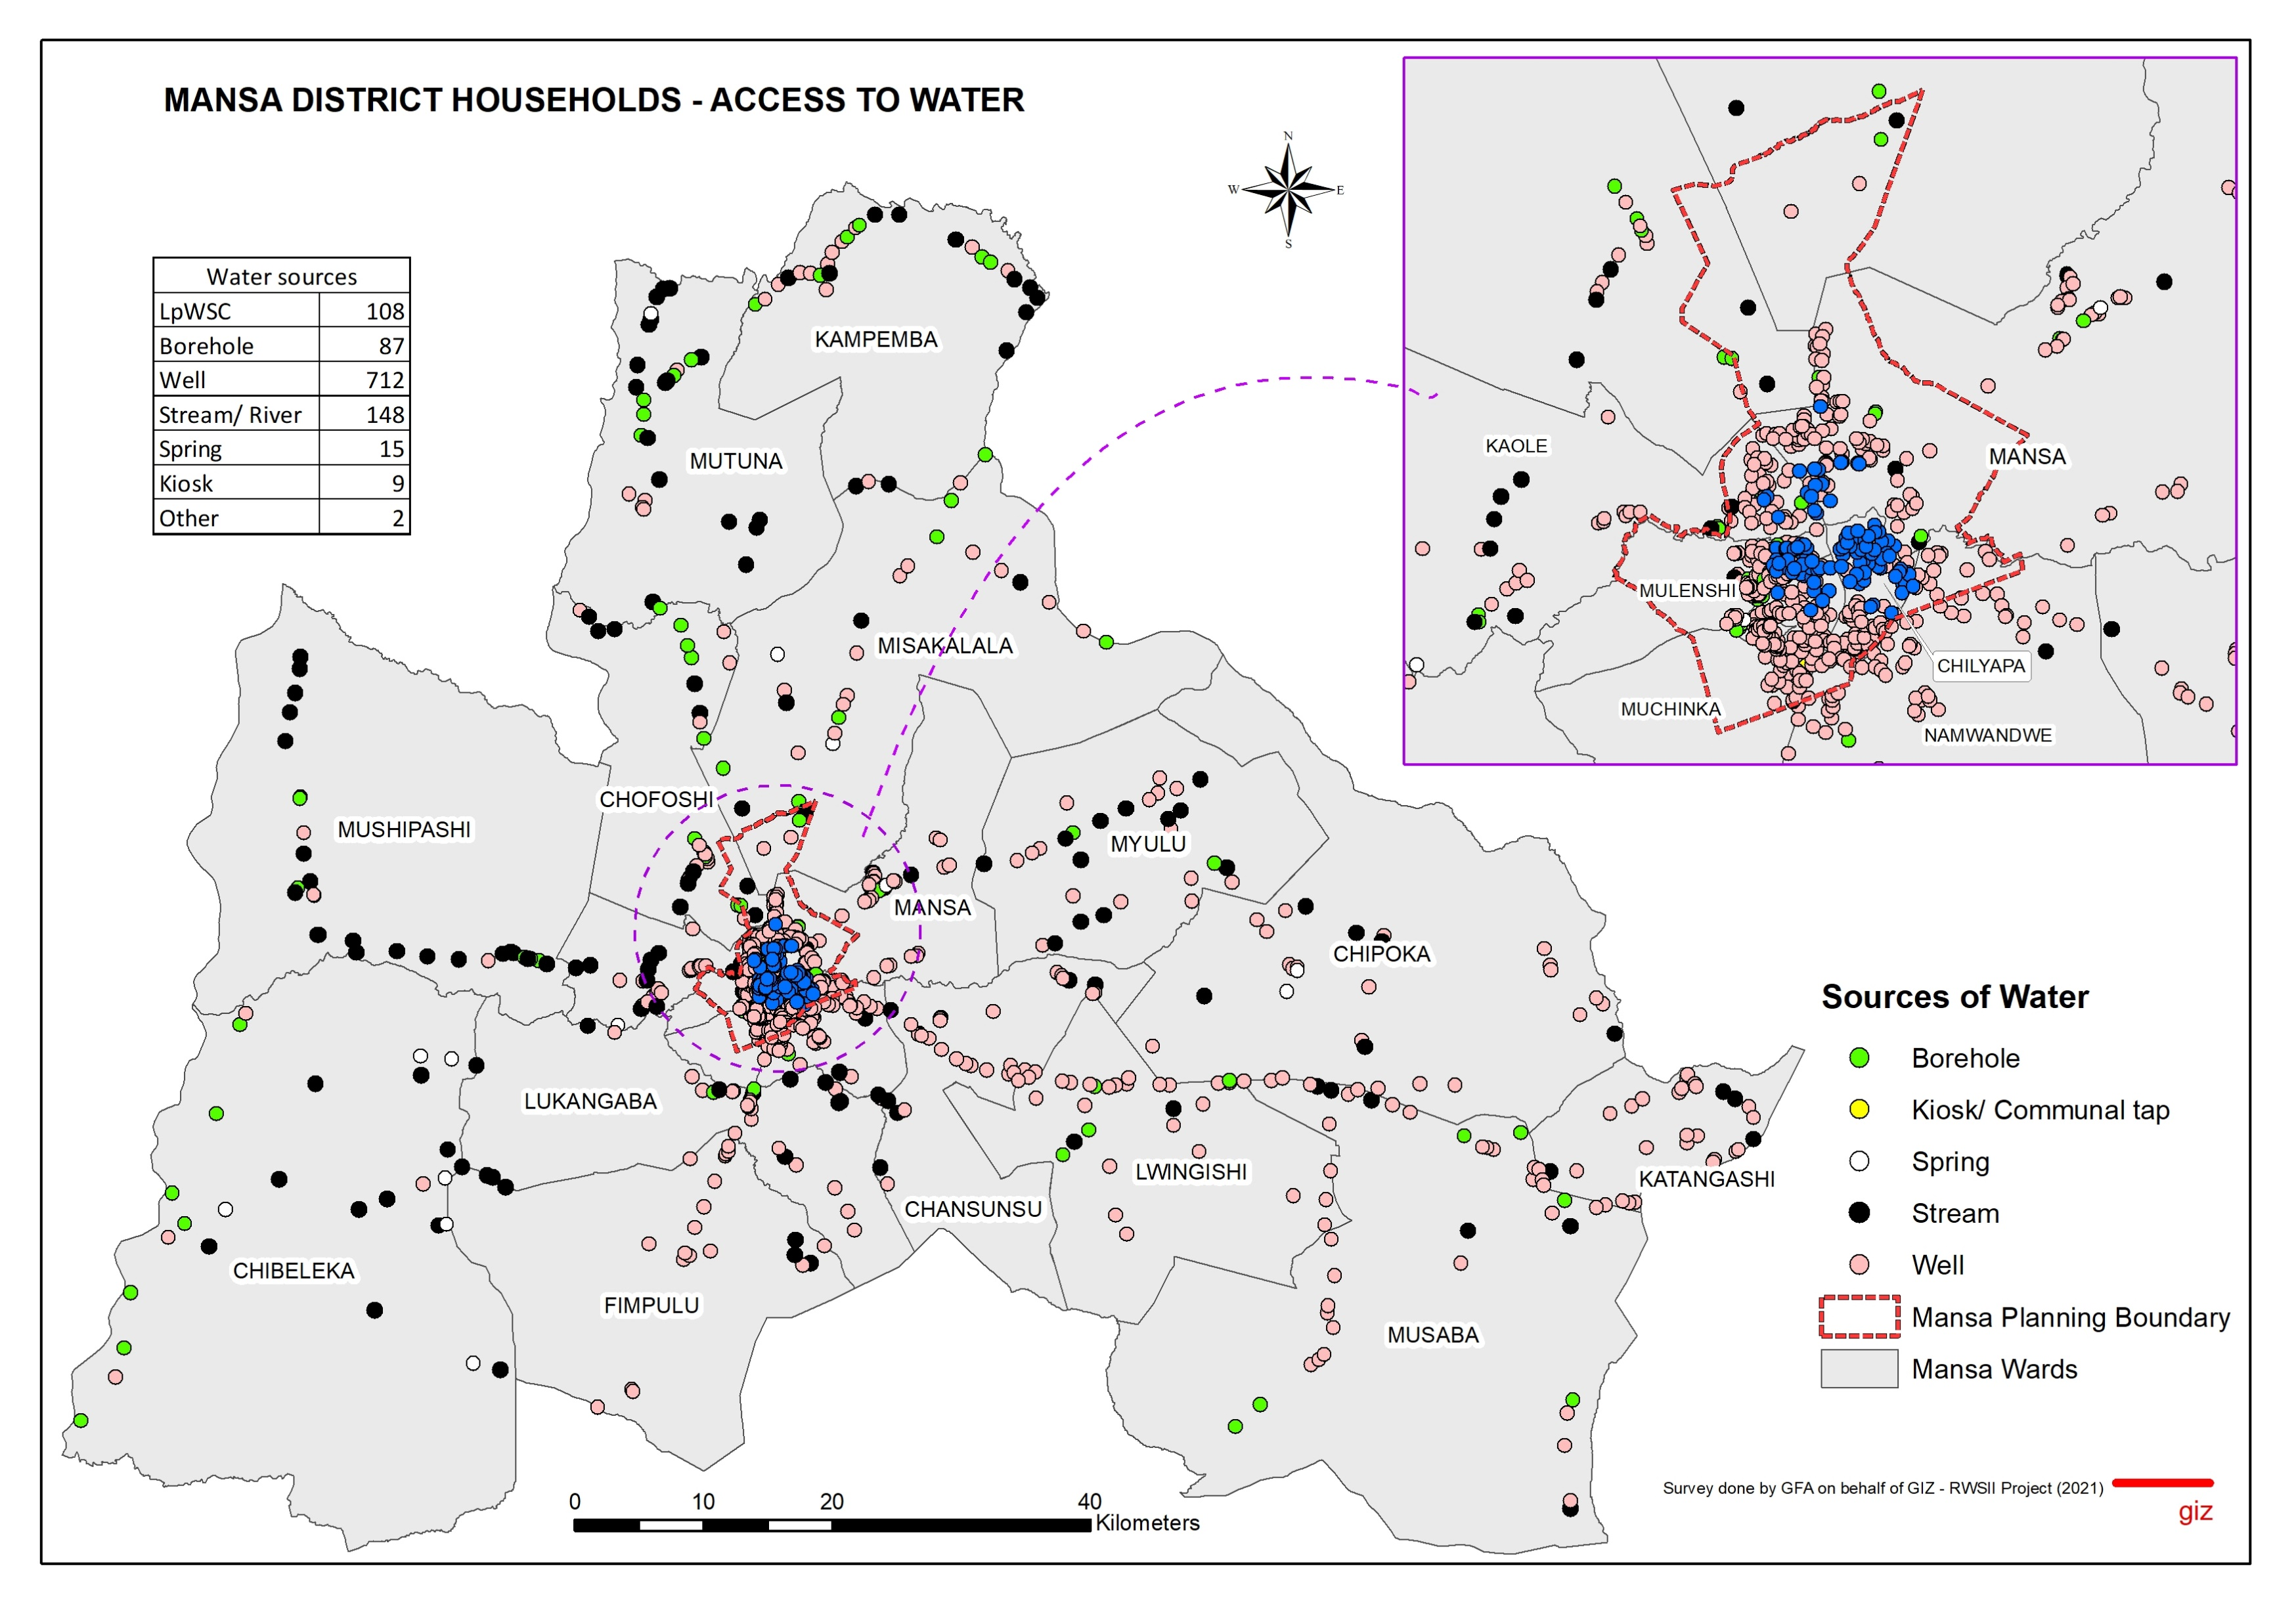 MANSA DISTRICT HOUSEHOLDS - ACCESS TO WATER
N
W E
S
Water sources
LpWSC 108
Borehole 87
Well 712
Stream/ River 148
Spring 15
Kiosk 9
Other 2
KAOLE
MANSA
MULENSHI
CHILYAPA
MUCHINKA
NAMWANDWE
KAMPEMBA
MUTUNA
MISAKALALA
CHOFOSHI
MUSHIPASHI
MYULU
MANSA
CHIPOKA
LUKANGABA
LWINGISHI
KATANGASHI
CHANSUNSU
CHIBELEKA
FIMPULU
MUSABA
Sources of Water
Borehole
Kiosk/ Communal tap
Spring
Stream
Well
Mansa Planning Boundary
Mansa Wards
0 10 20 40
Kilometers
Survey done by GFA on behalf of GIZ - RWSII Project (2021)
giz